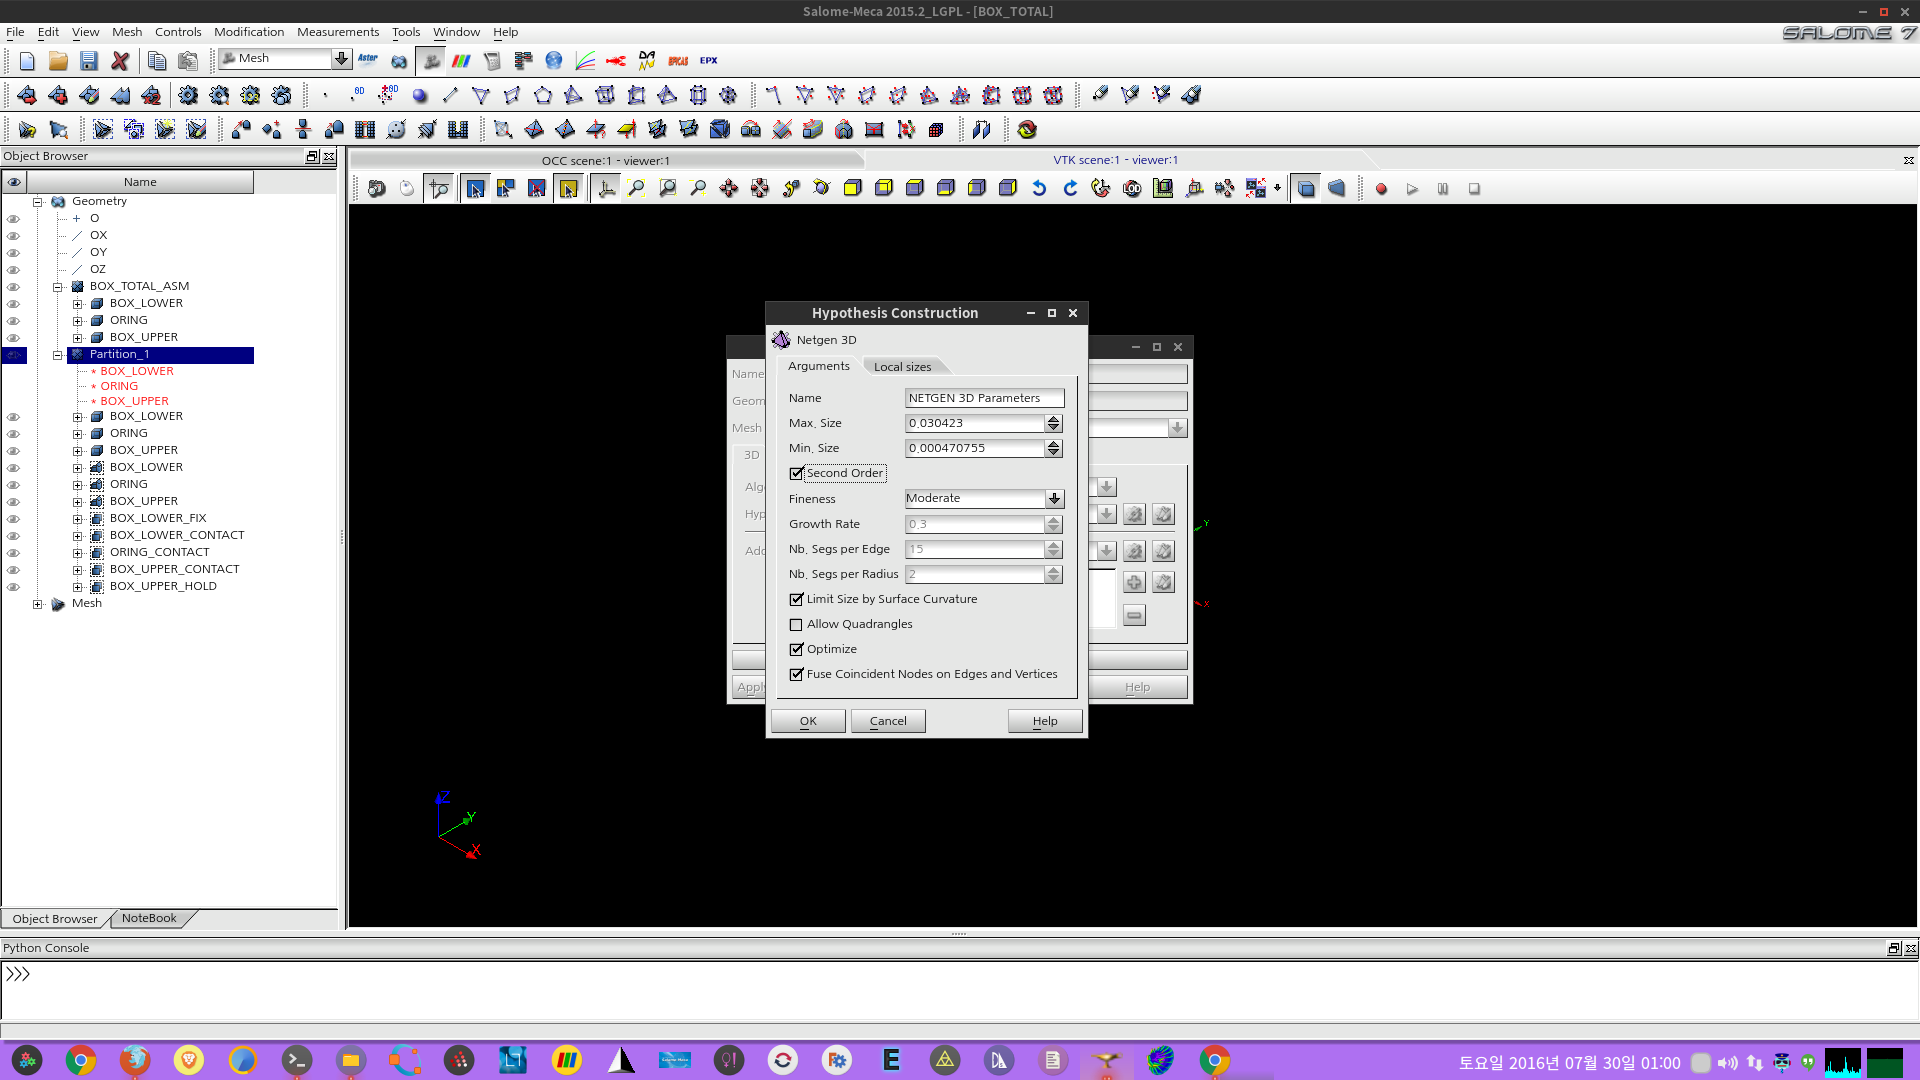 Salome-Meca 2015.2_LGPL - [BOX_TOTAL]
File Edit View Mesh Controls Modification Measurements Tools Window Help
SALOME 7
Mesh
Aster
EFICAS
EPX
0D
0D
Object Browser
OCC scene:1 - viewer:1
VTK scene:1 - viewer:1
Name
Geometry
O
OX
OY
OZ
BOX_TOTAL_ASM
BOX_LOWER
ORING
BOX_UPPER
Partition_1
* BOX_LOWER
* ORING
* BOX_UPPER
BOX_LOWER
ORING
BOX_UPPER
BOX_LOWER
ORING
BOX_UPPER
BOX_LOWER_FIX
BOX_LOWER_CONTACT
ORING_CONTACT
BOX_UPPER_CONTACT
BOX_UPPER_HOLD
Mesh
Hypothesis Construction
Netgen 3D
Arguments
Local sizes
Name
NETGEN 3D Parameters
Max. Size
0.030423
Min. Size
0.000470755
Second Order
Fineness
Moderate
Growth Rate
0.3
Nb. Segs per Edge
15
Nb. Segs per Radius
2
Limit Size by Surface Curvature
Allow Quadrangles
Optimize
Fuse Coincident Nodes on Edges and Vertices
OK
Cancel
Help
Name
Geom
Mesh
3D
Alg
Hyp
Add
Apply
Help
Y
X
Z
Y
X
Object Browser
NoteBook
Python Console
>>>
토요일 2016년 07월 30일 01:00